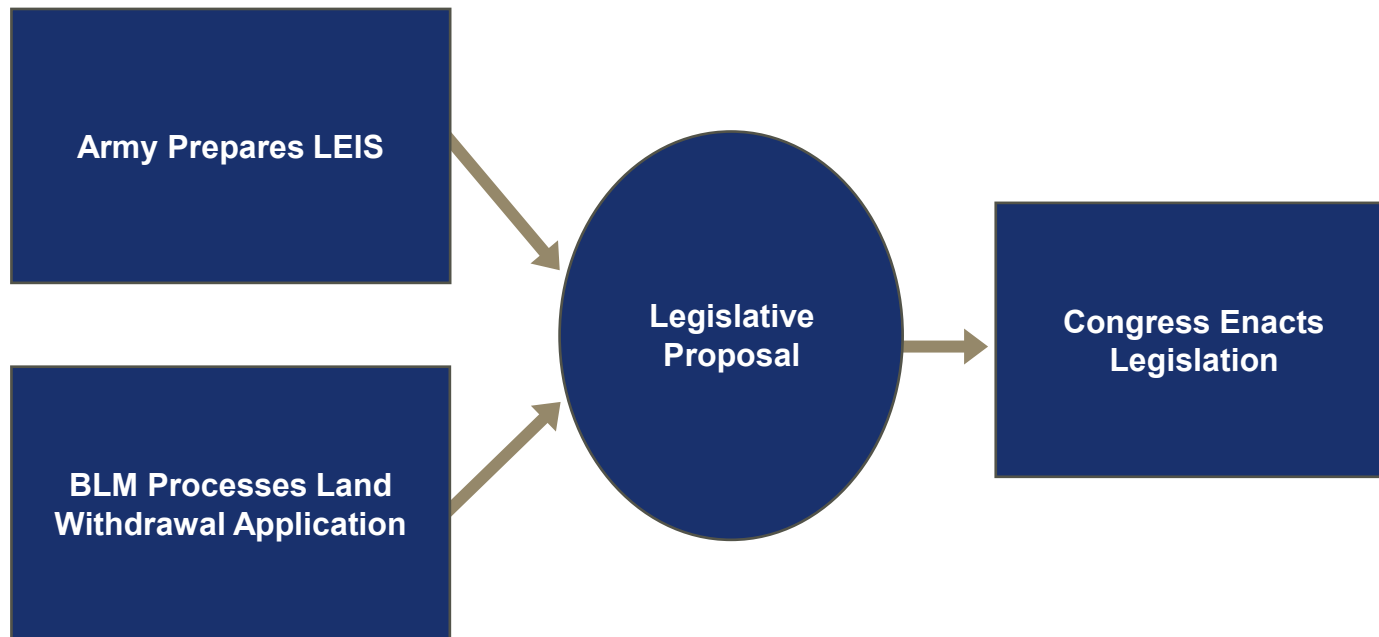 Army Prepares LEIS
BLM Processes Land
Withdrawal Application
Legislative
Proposal
Congress Enacts
Legislation